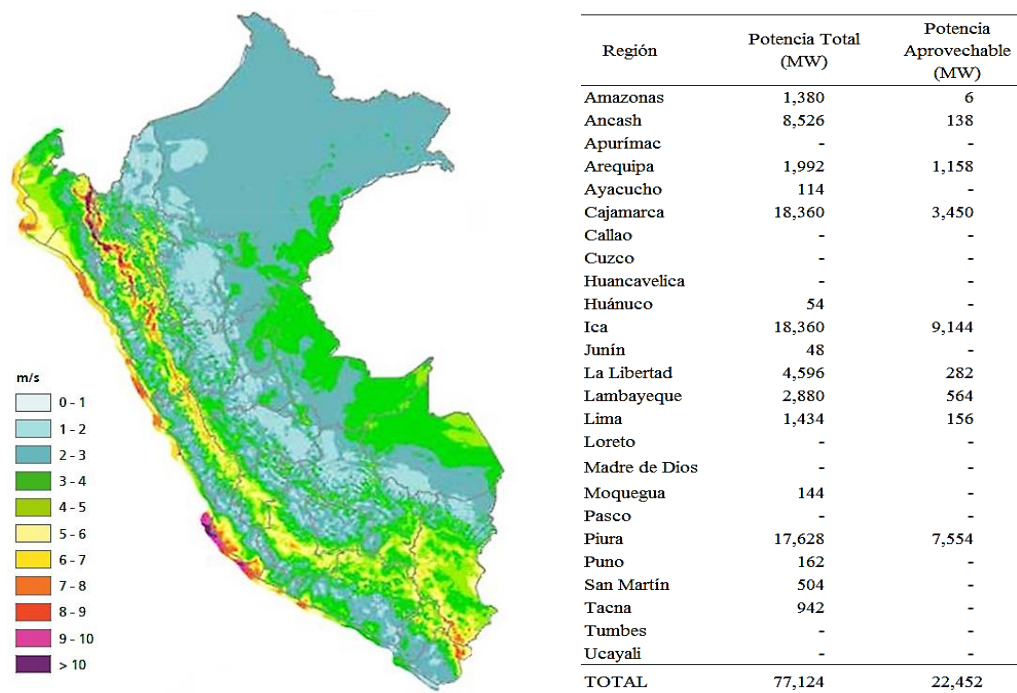 m/s
0 - 1
1 - 2
2 - 3
3 - 4
4 - 5
5 - 6
6 - 7
7 - 8
8 - 9
9 - 10
> 10
Región Potencia Total (MW) Potencia Aprovechable (MW)
Amazonas 1,380 6
Ancash 8,526 138
Apurímac - -
Arequipa 1,992 1,158
Ayacucho 114 -
Cajamarca 18,360 3,450
Callao - -
Cuzco - -
Huancavelica - -
Huánuco 54 -
Ica 18,360 9,144
Junín 48 -
La Libertad 4,596 282
Lambayeque 2,880 564
Lima 1,434 156
Loreto - -
Madre de Dios - -
Moquegua 144 -
Pasco - -
Piura 17,628 7,554
Puno 162 -
San Martín 504 -
Tacna 942 -
Tumbes - -
Ucayali - -
TOTAL 77,124 22,452